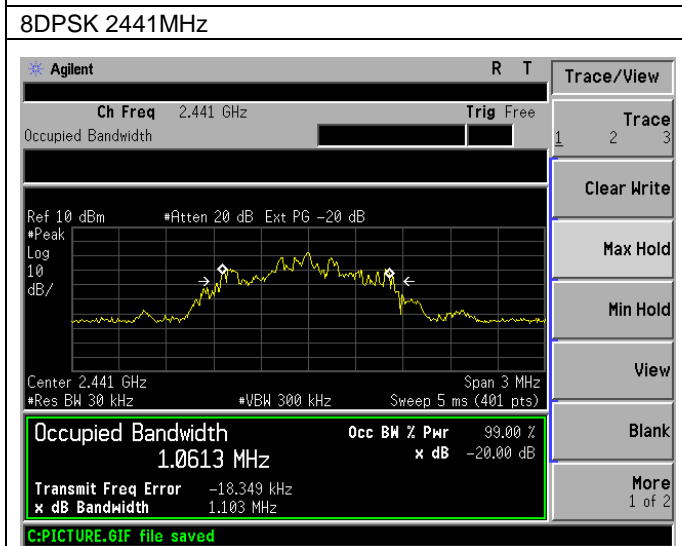 8DPSK 2441MHz
Agilent R T
Ch Freq 2.441 GHz Trig Free
Occupied Bandwidth
Ref 10 dBm #Atten 20 dB Ext PG -20 dB
#Peak
Log
10
dB/
Center 2.441 GHz Span 3 MHz
#Res BW 30 kHz #VBW 300 kHz Sweep 5 ms (401 pts)
Occupied Bandwidth Occ BW % Pwr 99.00 %
1.0613 MHz x dB -20.00 dB
Transmit Freq Error -18.349 kHz
x dB Bandwidth 1.103 MHz
C:PICTURE.GIF file saved
Trace/View
Trace
1 2 3
Clear Write
Max Hold
Min Hold
View
Blank
More
1 of 2